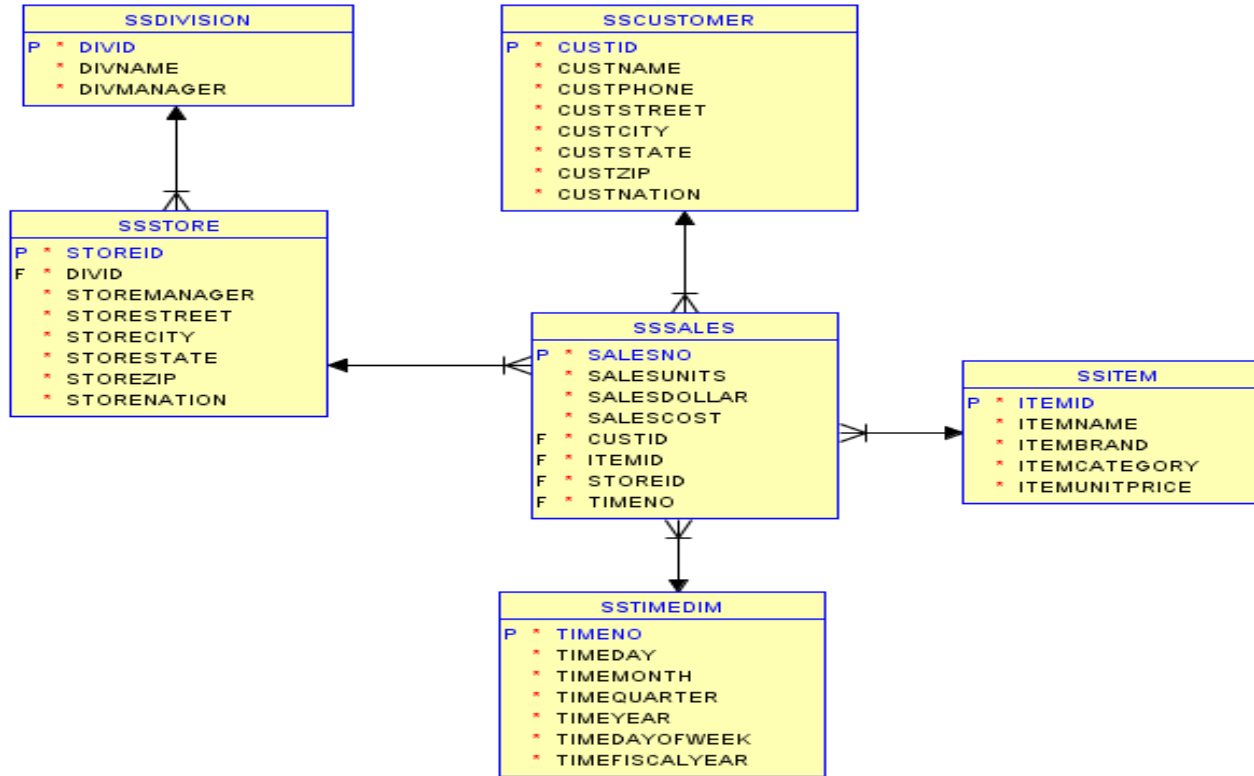 SSDIVISION
P * DIVID
* DIVNAME
* DIVMANAGER
SSCUSTOMER
P * CUSTID
* CUSTNAME
* CUSTPHONE
* CUSTSTREET
* CUSTCITY
* CUSTSTATE
* CUSTZIP
* CUSTNATION
SSSTORE
P * STOREID
F * DIVID
* STOREMANAGER
* STORESTREET
* STORECITY
* STORESTATE
* STOREZIP
* STORENATION
SSSALES
P * SALESNO
* SALESUNITS
* SALESDOLLAR
* SALESCOST
F * CUSTID
F * ITEMID
F * STOREID
F * TIMENO
SSITEM
P * ITEMID
* ITEMNAME
* ITEMBRAND
* ITEMCATEGORY
* ITEMUNITPRICE
SSTIMEDIM
P * TIMENO
* TIMEDAY
* TIMEMONTH
* TIMEQUARTER
* TIMEYEAR
* TIMEDAYOFWEEK
* TIMEFISCALYEAR